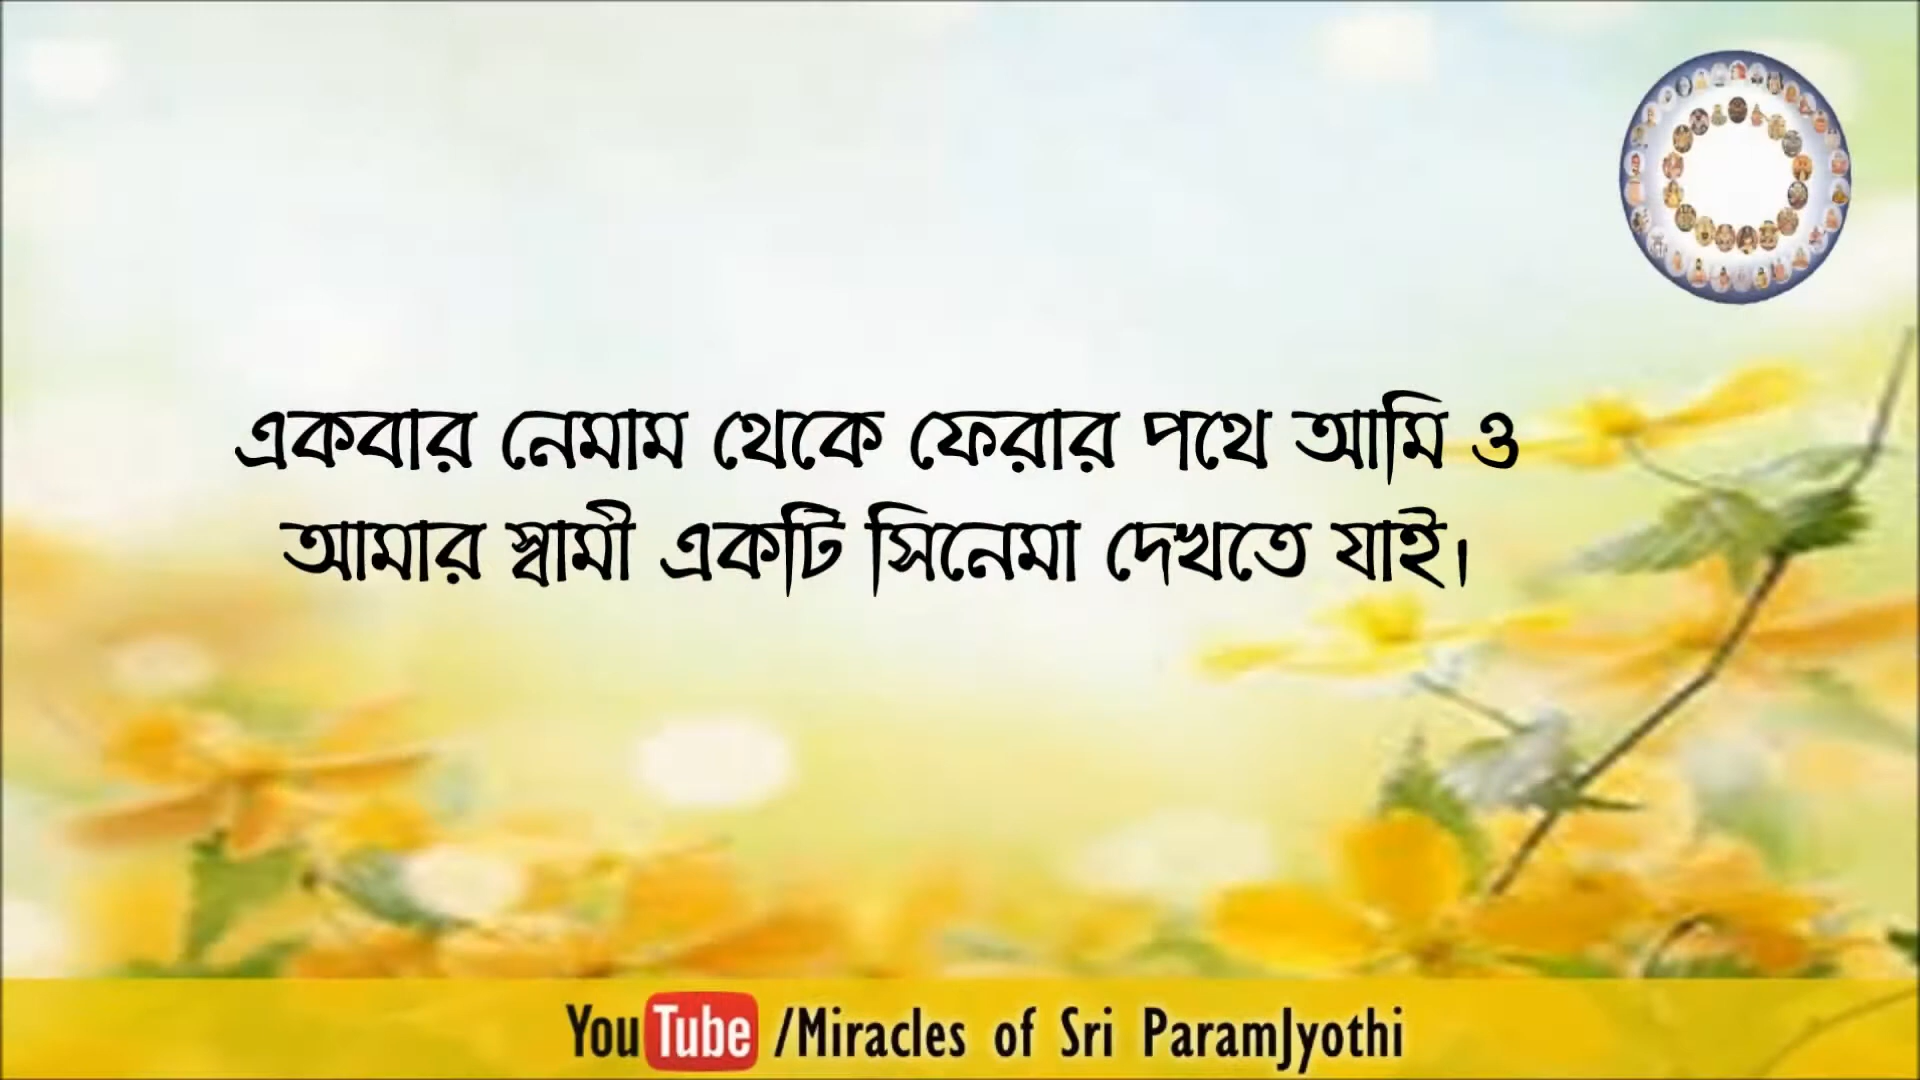 একবার নেমাম থেকে ফেরার পথে আমি ও
আমার স্বামী একটি সিনেমা দেখতে যাই।
YouTube /Miracles of Sri ParamJyothi